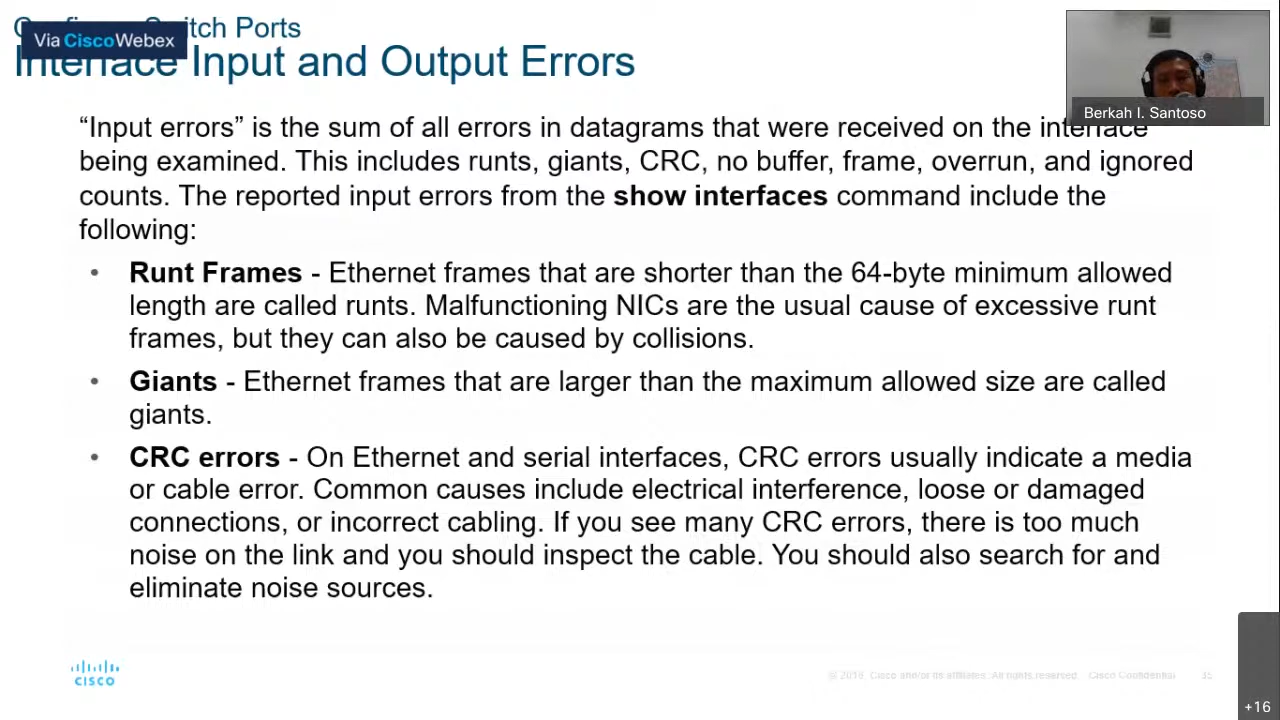 Switch Ports
Via CiscoWebex
Interface Input and Output Errors
Berkah I. Santoso
“Input errors” is the sum of all errors in datagrams that were received on the interface
being examined. This includes runts, giants, CRC, no buffer, frame, overrun, and ignored
counts. The reported input errors from the show interfaces command include the
following:
• Runt Frames - Ethernet frames that are shorter than the 64-byte minimum allowed
length are called runts. Malfunctioning NICs are the usual cause of excessive runt
frames, but they can also be caused by collisions.
• Giants - Ethernet frames that are larger than the maximum allowed size are called
giants.
• CRC errors - On Ethernet and serial interfaces, CRC errors usually indicate a media
or cable error. Common causes include electrical interference, loose or damaged
connections, or incorrect cabling. If you see many CRC errors, there is too much
noise on the link and you should inspect the cable. You should also search for and
eliminate noise sources.
CISCO
© 2016 Cisco and/or its affiliates. All rights reserved. Cisco Confidential
35
+16